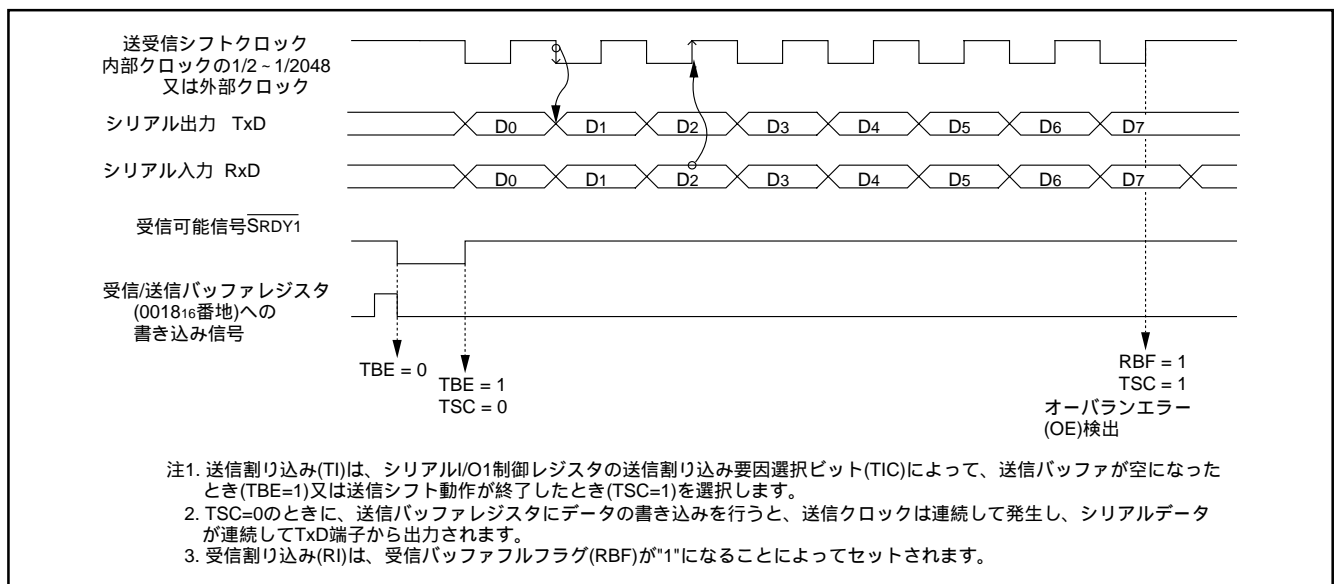 送受信シフトクロック
内部クロックの1/2~1/2048
又は外部クロック
シリアル出力 TxD
D0 D1 D2 D3 D4 D5 D6 D7
シリアル入力 RxD
D0 D1 D2 D3 D4 D5 D6 D7
受信可能信号SRDY1
受信/送信バッファレジスタ
(001816番地)への
書き込み信号
TBE = 0
TBE = 1
TSC = 0
RBF = 1
TSC = 1
オーバランエラー
(OE)検出
注1. 送信割り込み(TI)は、シリアルI/O1制御レジスタの送信割り込み要因選択ビット(TIC)によって、送信バッファが空になった
とき(TBE=1)又は送信シフト動作が終了したとき(TSC=1)を選択します。
2. TSC=0のときに、送信バッファレジスタにデータの書き込みを行うと、送信クロックは連続して発生し、シリアルデータ
が連続してTxD端子から出力されます。
3. 受信割り込み(RI)は、受信バッファフルフラグ(RBF)が"1"になることによってセットされます。